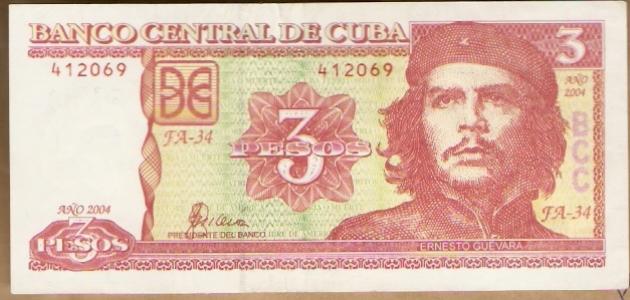 BANCO CENTRAL DE CUBA
3
412069
412069
AÑO
2004
FA-34
3
PESOS
BCC
FA-34
AÑO 2004
3
PESOS
PRESIDENTE DEL BANCO
ERNESTO GUEVARA